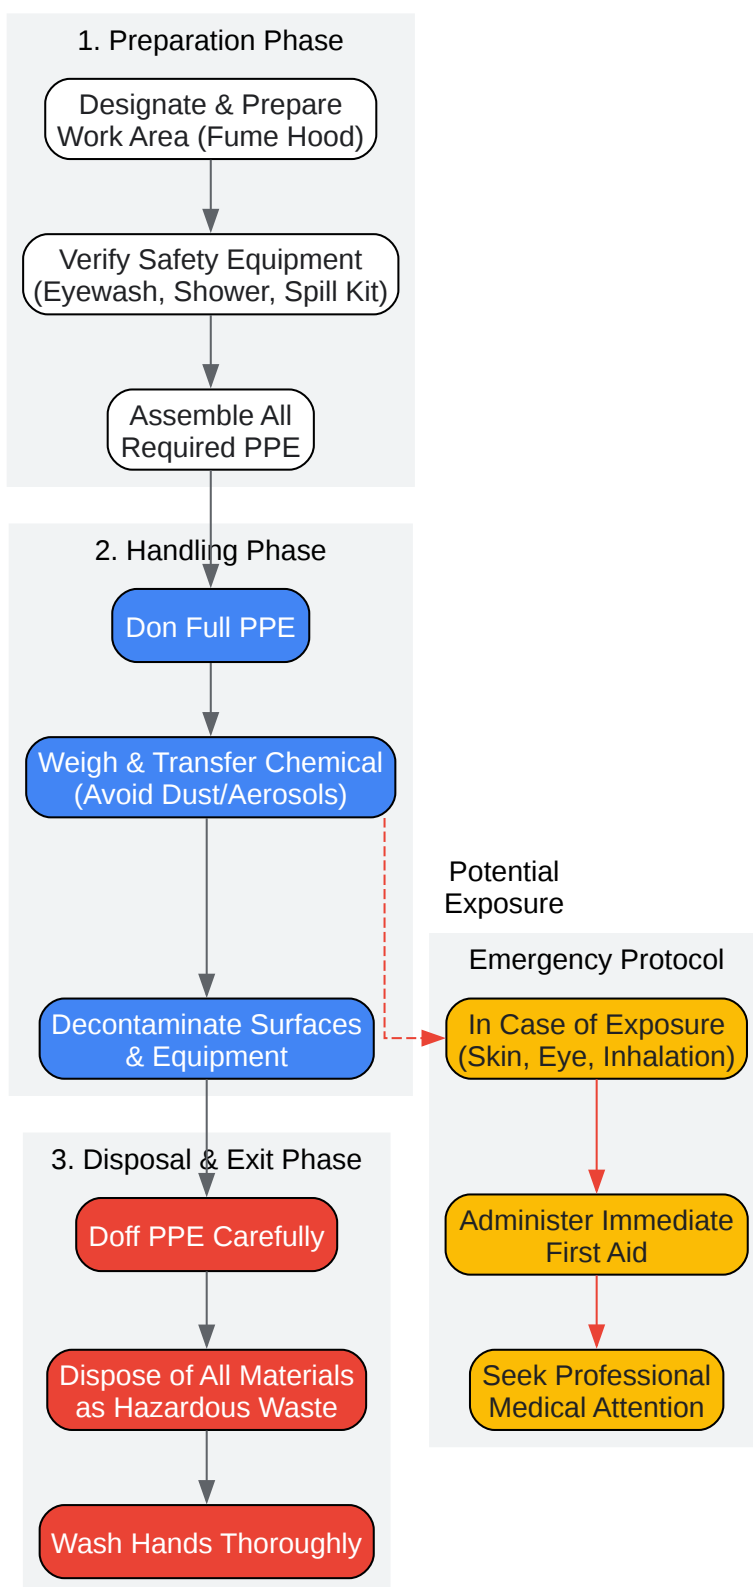 1. Preparation Phase
Designate & Prepare
Work Area (Fume Hood)
Verify Safety Equipment
(Eyewash, Shower, Spill Kit)
Assemble All
Required PPE
2. Handling Phase
Don Full PPE
Weigh & Transfer Chemical
(Avoid Dust/Aerosols)
Decontaminate Surfaces
& Equipment
Potential
Exposure
Emergency Protocol
In Case of Exposure
(Skin, Eye, Inhalation)
Administer Immediate
First Aid
Seek Professional
Medical Attention
3. Disposal & Exit Phase
Doff PPE Carefully
Dispose of All Materials
as Hazardous Waste
Wash Hands Thoroughly